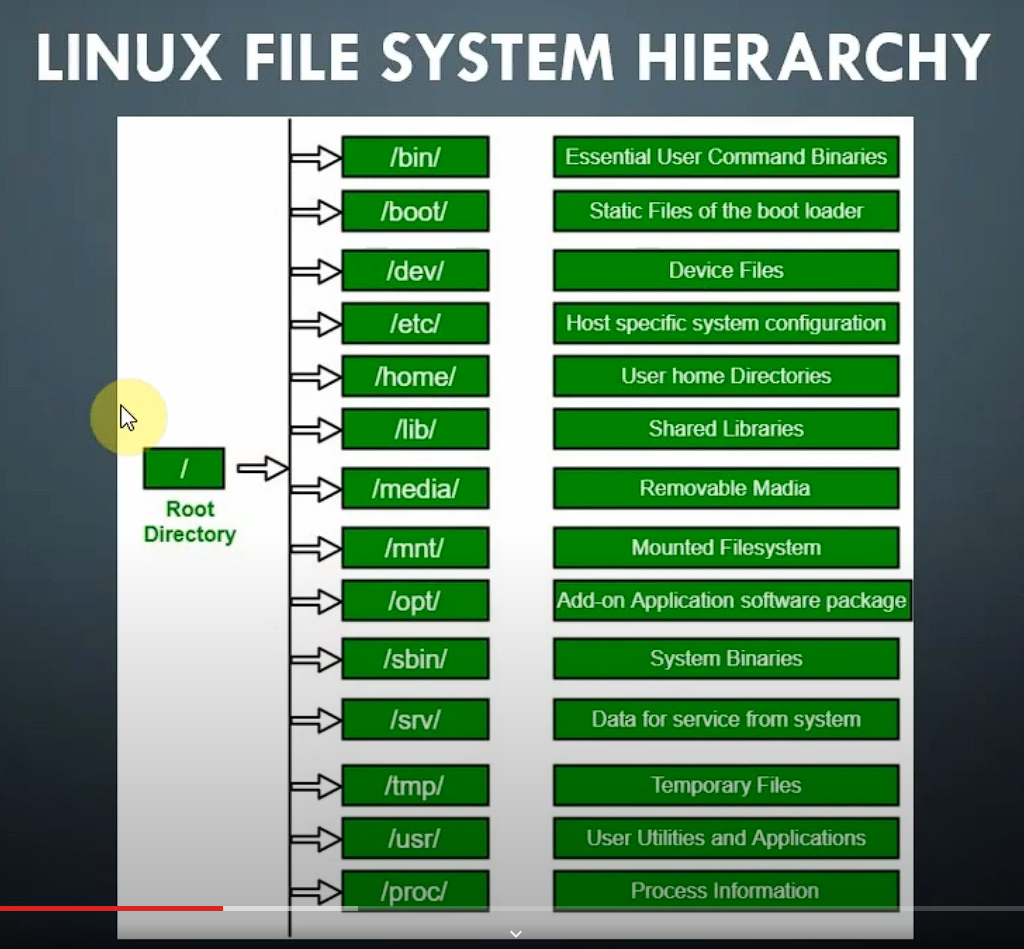 LINUX FILE SYSTEM HIERARCHY
/bin/ Essential User Command Binaries
/boot/ Static Files of the boot loader
/dev/ Device Files
/etc/ Host specific system configuration
/home/ User home Directories
/lib/ Shared Libraries
/
Root
Directory
/media/ Removable Madia
/mnt/ Mounted Filesystem
/opt/ Add-on Application software package
/sbin/ System Binaries
/srv/ Data for service from system
/tmp/ Temporary Files
/usr/ User Utilities and Applications
/proc/ Process Information